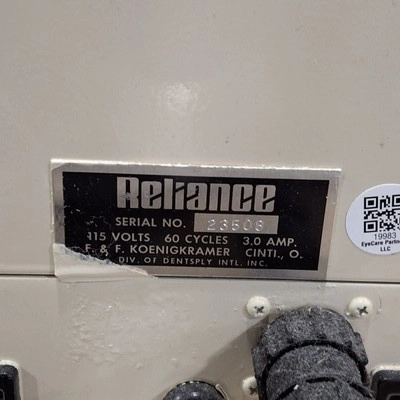 Reliance
SERIAL NO. 23508
115 VOLTS 60 CYCLES 3.0 AMP.
F. & F. KOENIGKRAMER CINTI., O.
DIV. OF DENTSPLY INTL. INC.
19983
EyeCare Partners
LLC